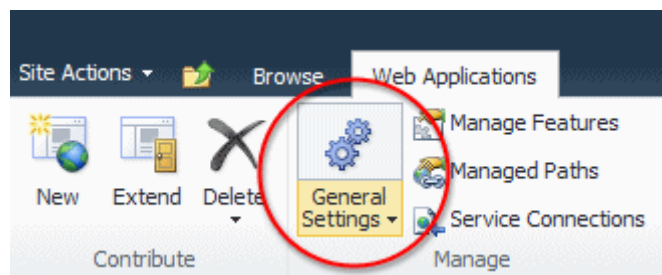 Site Actions Browse Web Applications
New Extend Delete General Settings Manage Features
Managed Paths
Service Connections
Contribute Manage